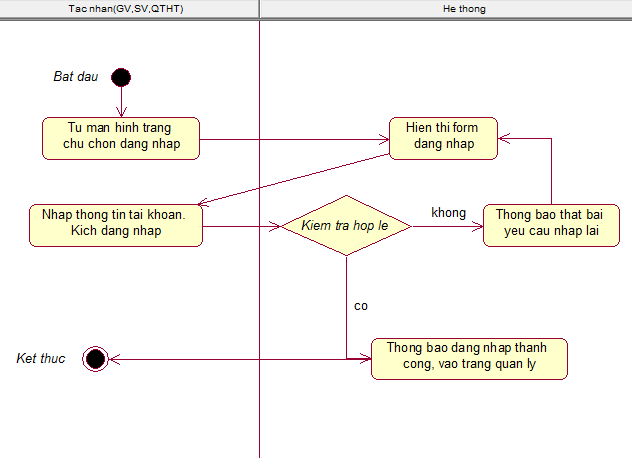 Tac nhan(GV,SV,QTHT)
He thong
Bat dau
Tu man hinh trang
chu chon dang nhap
Hien thi form
dang nhap
Nhap thong tin tai khoan.
Kich dang nhap
Kiem tra hop le
khong
Thong bao that bai
yeu cau nhap lai
co
Thong bao dang nhap thanh
cong, vao trang quan ly
Ket thuc